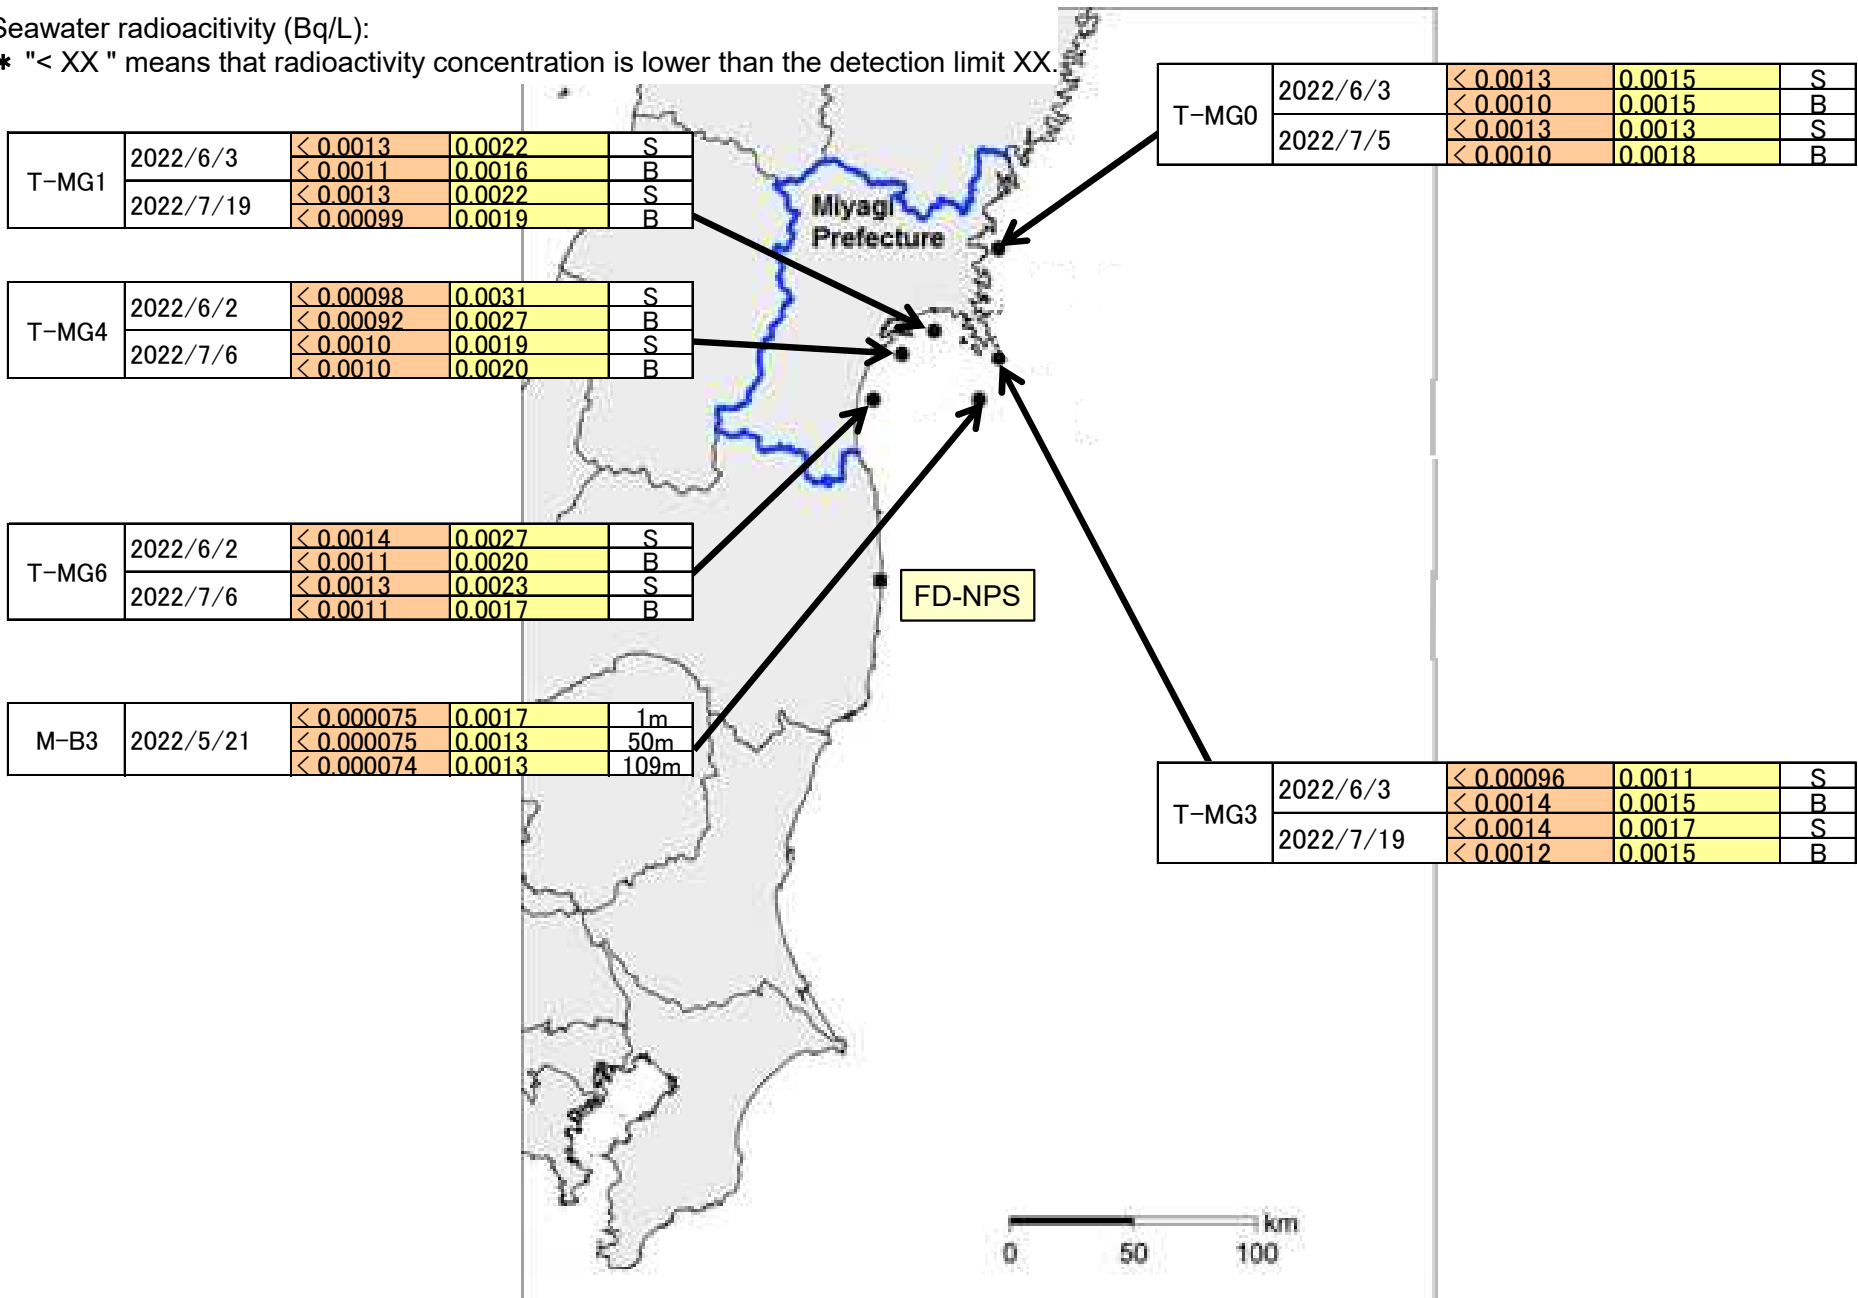 Seawater radioacitivity (Bq/L):
* "< XX " means that radioactivity concentration is lower than the detection limit XX.
T-MG0
2022/6/3 < 0.0013 0.0015 S
< 0.0010 0.0015 B
2022/7/5 < 0.0013 0.0013 S
< 0.0010 0.0018 B
T-MG1
2022/6/3 < 0.0013 0.0022 S
< 0.0011 0.0016 B
2022/7/19 < 0.0013 0.0022 S
< 0.00099 0.0019 B
Miyagi
Prefecture
T-MG4
2022/6/2 < 0.00098 0.0031 S
< 0.00092 0.0027 B
2022/7/6 < 0.0010 0.0019 S
< 0.0010 0.0020 B
T-MG6
2022/6/2 < 0.0014 0.0027 S
< 0.0011 0.0020 B
2022/7/6 < 0.0013 0.0023 S
< 0.0011 0.0017 B
FD-NPS
M-B3
2022/5/21 < 0.000075 0.0017 1m
< 0.000075 0.0013 50m
< 0.000074 0.0013 109m
T-MG3
2022/6/3 < 0.00096 0.0011 S
< 0.0014 0.0015 B
2022/7/19 < 0.0014 0.0017 S
< 0.0012 0.0015 B
km
0 50 100